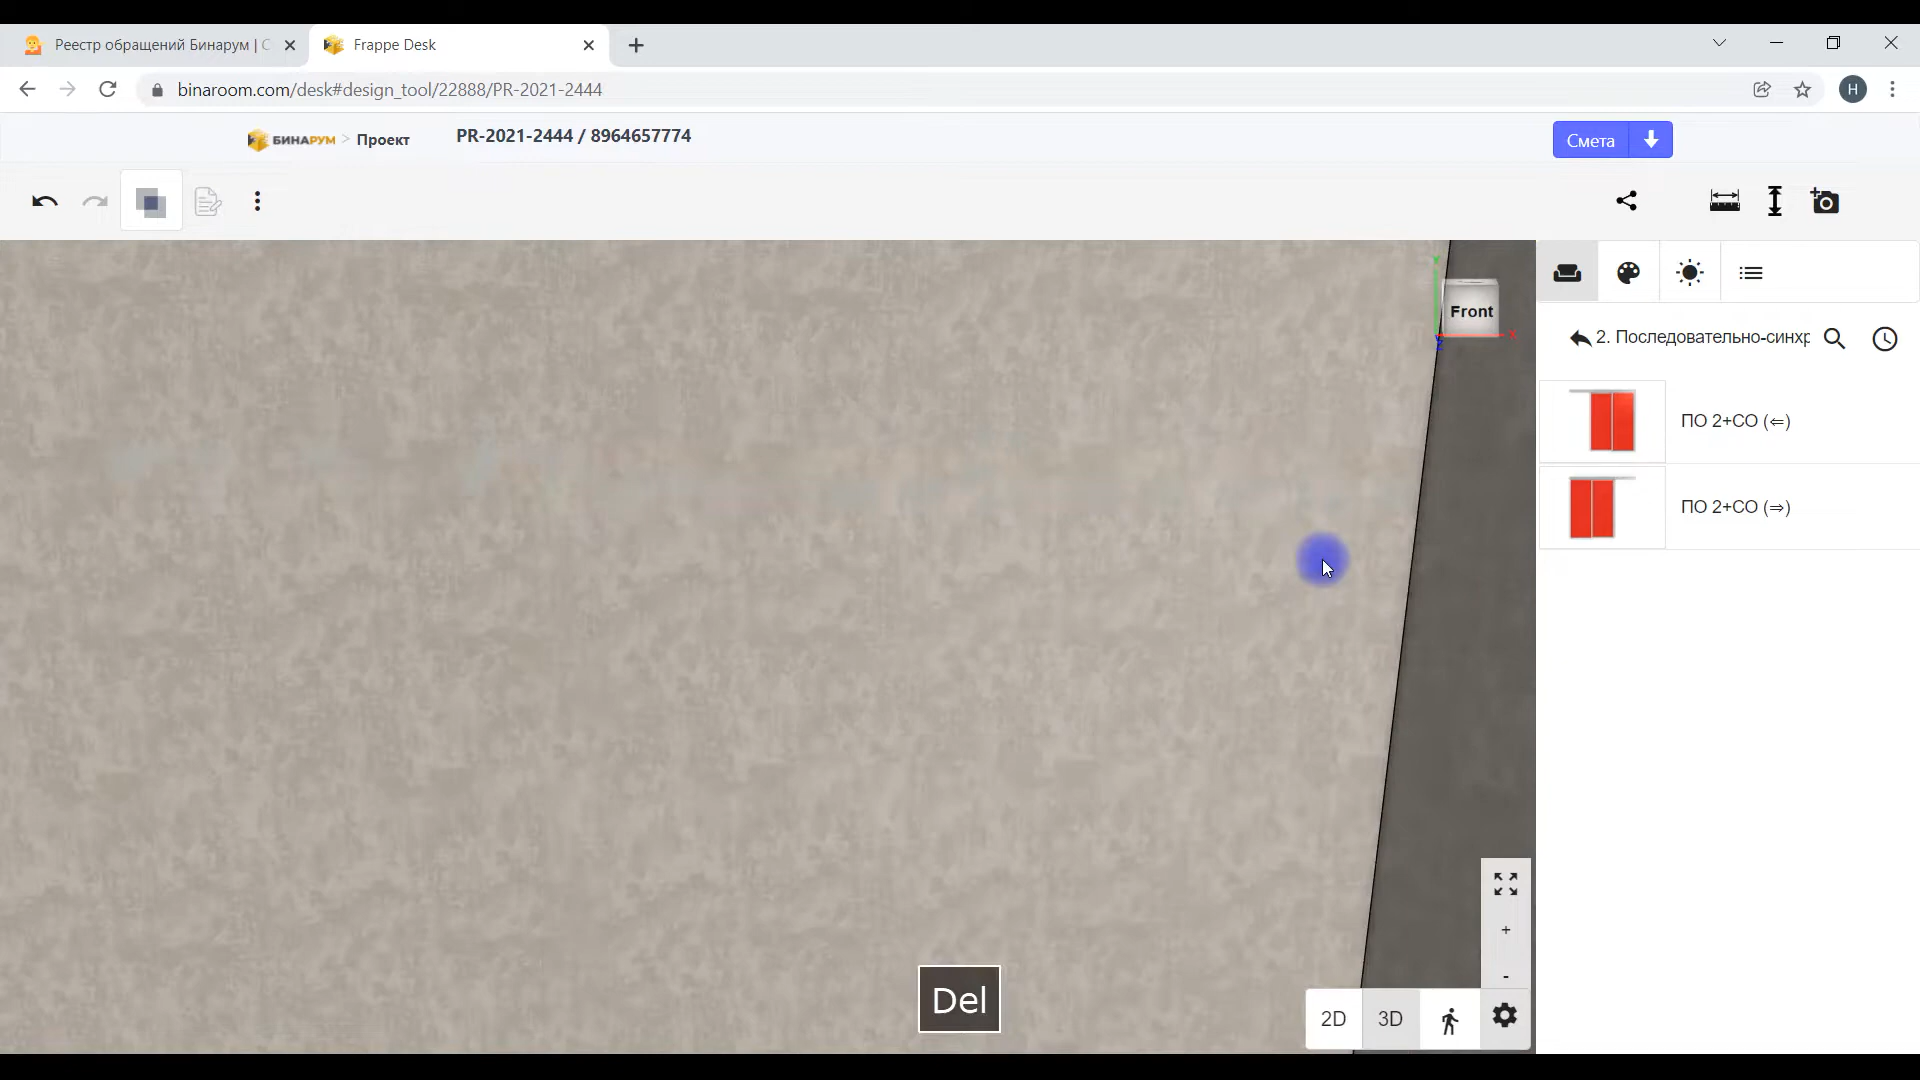 Реестр обращений Бинарум | С
Frappe Desk
binaroom.com/desk#design_tool/22888/PR-2021-2444
H
БИНАРУМ > Проект
PR-2021-2444 / 8964657774
Смета
Front
Y
X
Z
2. Последовательно-синхр
ПО 2+СО (⇐)
ПО 2+СО (⇒)
+
-
Del
2D
3D